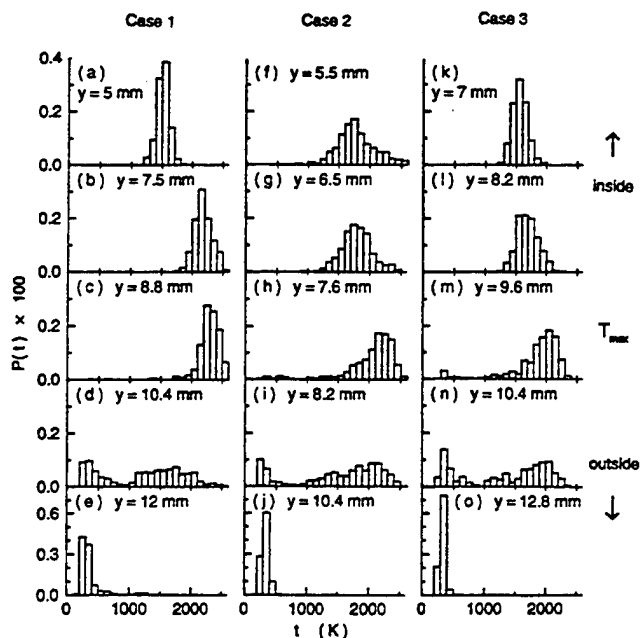 Case 1 Case 2 Case 3
0.4 (a) y = 5 mm (f) y = 5.5 mm (k) y = 7 mm
0.2
0.0
↑ inside
(b) y = 7.5 mm (g) y = 6.5 mm (l) y = 8.2 mm
0.2
0.0
(c) y = 8.8 mm (h) y = 7.6 mm (m) y = 9.6 mm
0.2
0.0
T max
(d) y = 10.4 mm (i) y = 8.2 mm (n) y = 10.4 mm
0.2
0.0
outside ↓
(e) y = 12 mm (j) y = 10.4 mm (o) y = 12.8 mm
0.6
0.3
0.0
P(t) × 100
0 1000 2000 0 1000 2000 0 1000 2000
t (K)